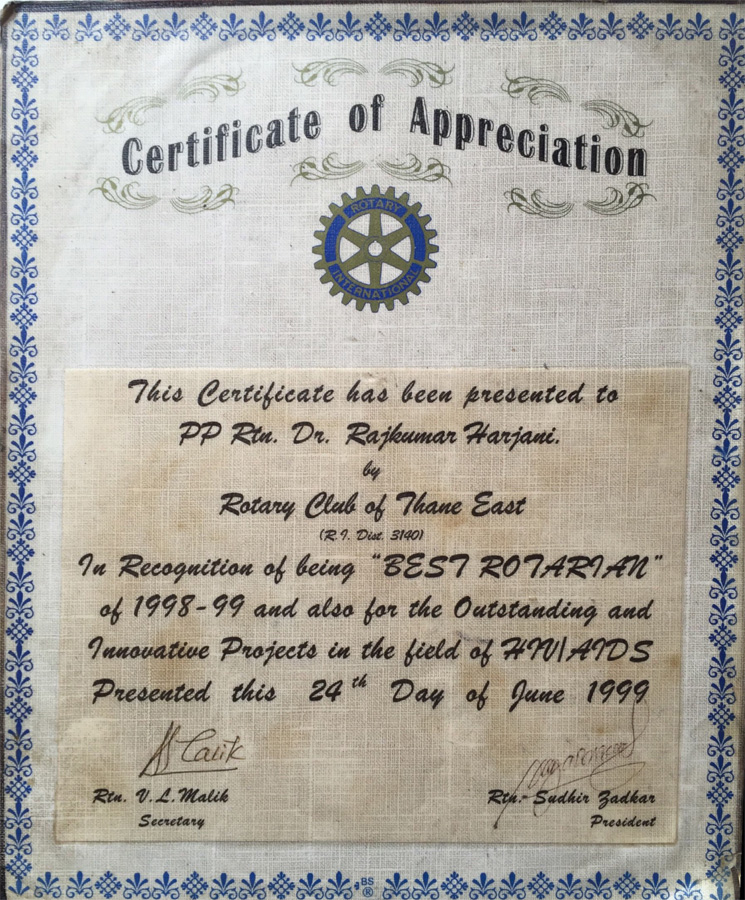 Certificate of Appreciation
ROTARY
INTERNATIONAL
This Certificate has been presented to
PP Rtn. Dr. Rajkumar Harjani.
by
Rotary Club of Thane East
(R.I. Dist. 3140)
In Recognition of being "BEST ROTARIAN"
of 1998-99 and also for the Outstanding and
Innovative Projects in the field of HIV/AIDS
Presented this 24th Day of June 1999
Rtn. V.L.Malik
Secretary
Rtn. Sudhir Zadkar
President
BS
®